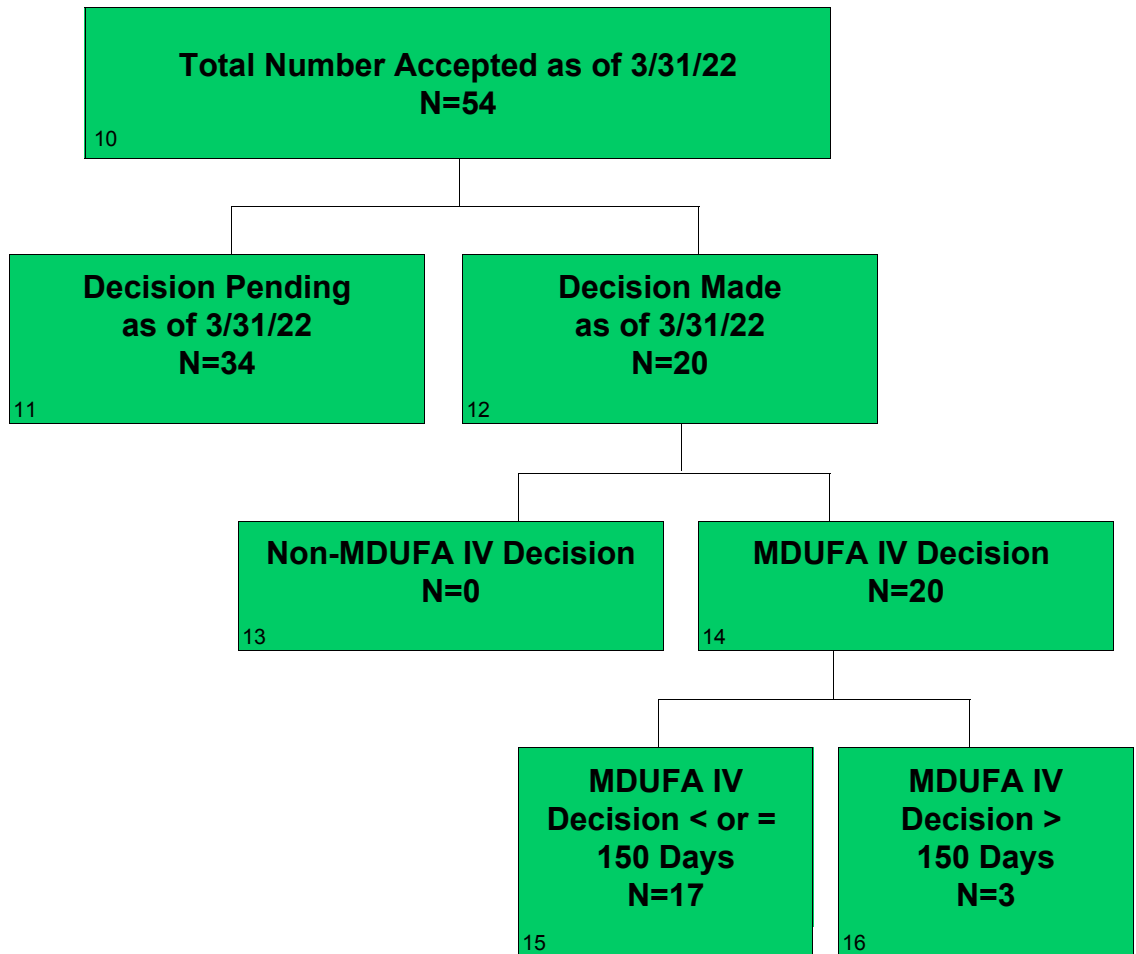 Total Number Accepted as of 3/31/22
N=54
10
Decision Pending
as of 3/31/22
N=34
11
Decision Made
as of 3/31/22
N=20
12
Non-MDUFA IV Decision
N=0
13
MDUFA IV Decision
N=20
14
MDUFA IV
Decision < or =
150 Days
N=17
15
MDUFA IV
Decision >
150 Days
N=3
16